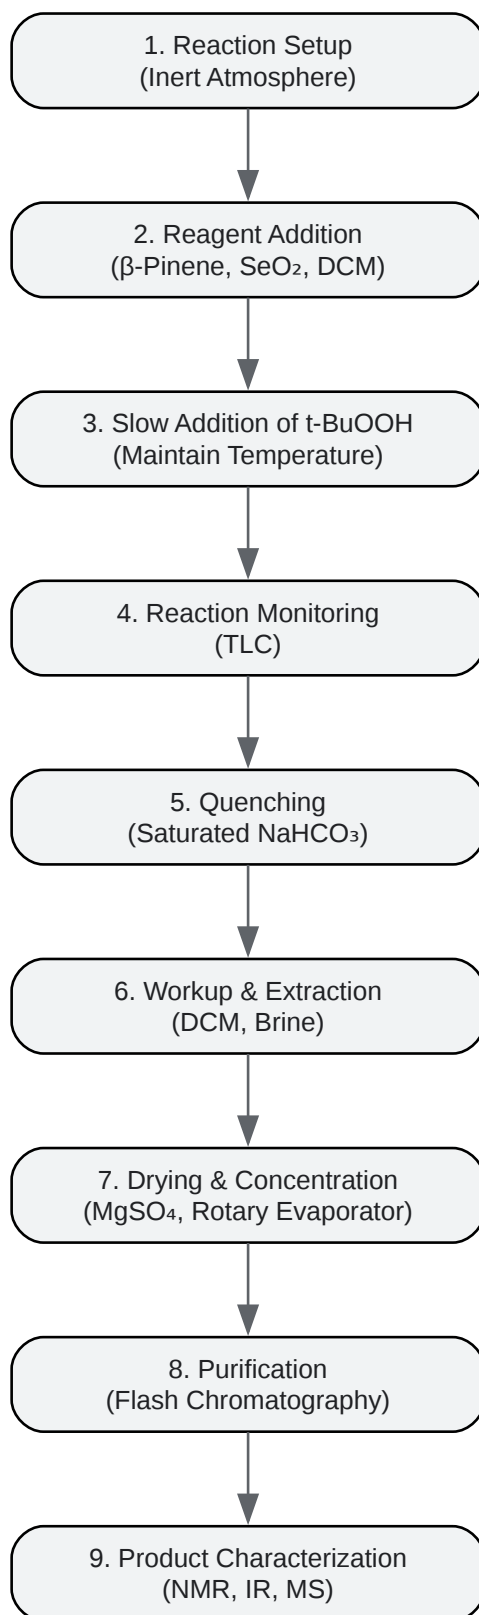 1. Reaction Setup
(Inert Atmosphere)
2. Reagent Addition
(β-Pinene, SeO₂, DCM)
3. Slow Addition of t-BuOOH
(Maintain Temperature)
4. Reaction Monitoring
(TLC)
5. Quenching
(Saturated NaHCO₃)
6. Workup & Extraction
(DCM, Brine)
7. Drying & Concentration
(MgSO₄, Rotary Evaporator)
8. Purification
(Flash Chromatography)
9. Product Characterization
(NMR, IR, MS)